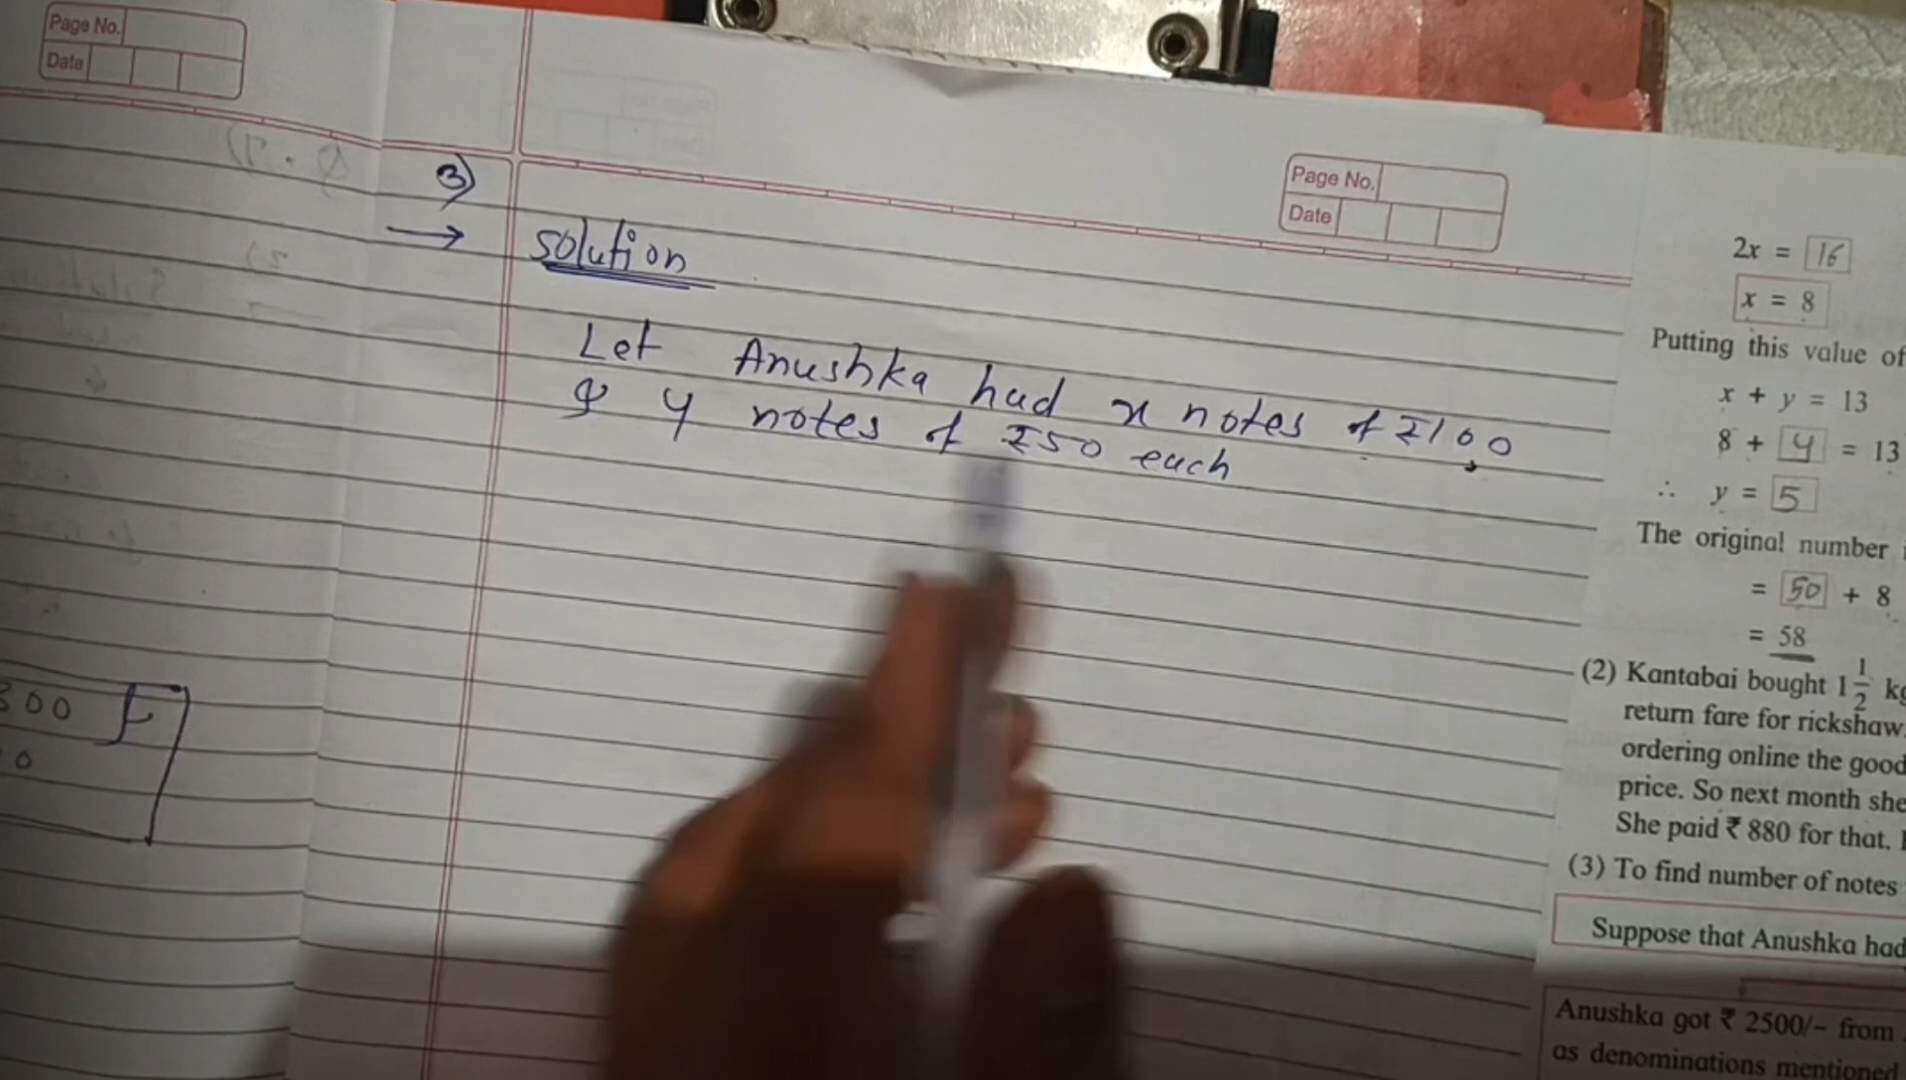 Page No.
Date
3)
→ Solution
Let Anushka had x notes of ₹100
& y notes of ₹50 each
300
0
Page No.
Date
2x = 16
x = 8
Putting this value of
x + y = 13
8 + y = 13
∴ y = 5
The original number
= 50 + 8
= 58
(2) Kantabai bought 1 1/2 kg
return fare for rickshaw.
ordering online the good
price. So next month she
She paid ₹ 880 for that.
(3) To find number of notes
Suppose that Anushka had
Anushka got ₹ 2500/- from
as denominations mentioned